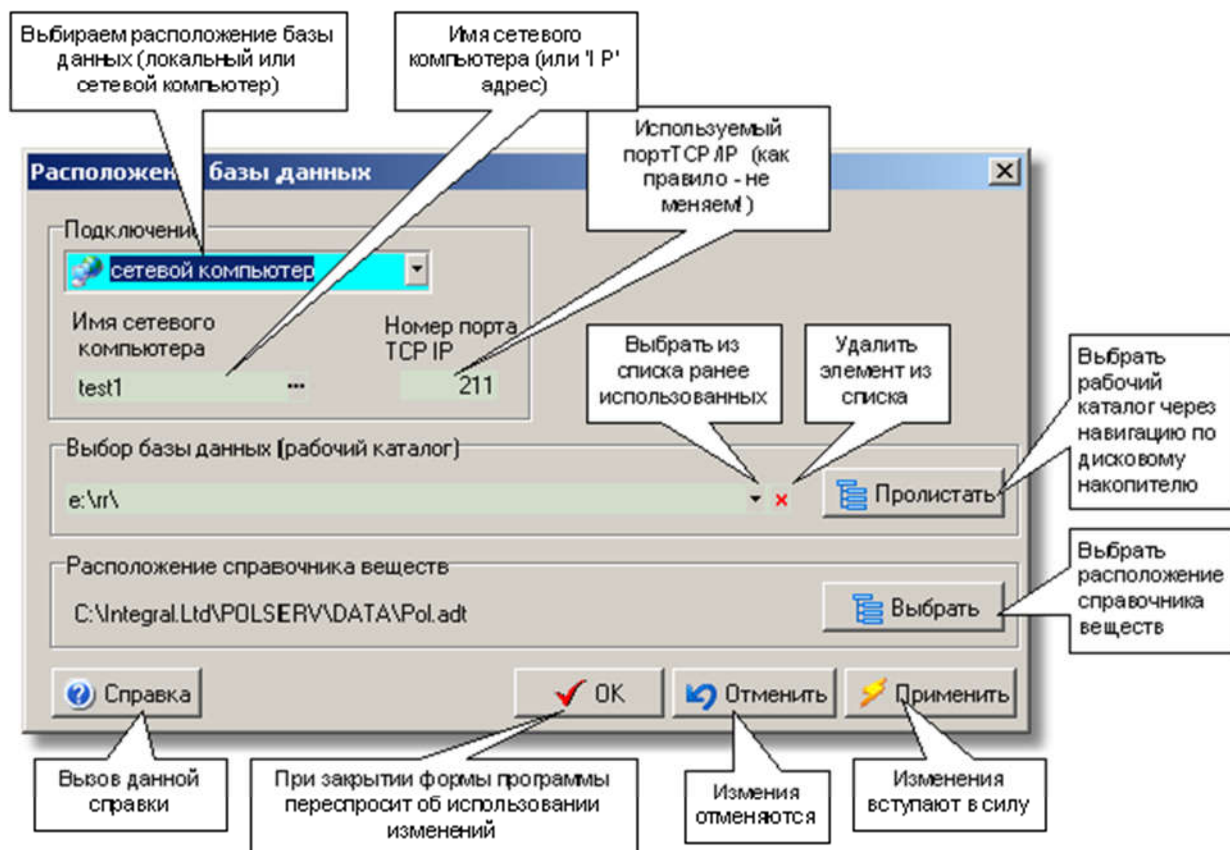 Выбираем расположение базы
данных (локальный или
сетевой компьютер)
Имя сетевого
компьютера (или 'I P'
адрес)
Используемый
портTCP/IP (как
правило - не
меняем! )
Расположен базы данных
Подключение
сетевой компьютер
Имя сетевого
компьютера
Номер порта
TCP IP
test1 ...
211
Выбрать из
списка ранее
использованных
Удалить
элемент из
списка
Выбрать
рабочий
каталог через
навигацию по
дисковому
накопителю
Выбор базы данных (рабочий каталог)
e:\rr\
Пролистать
Расположение справочника веществ
C:\Integral.Ltd\POLSERV\DATA\Pol.adt
Выбрать
Выбрать
расположение
справочника
веществ
Справка
OK
Отменить
Применить
Вызов данной
справки
При закрытии формы программы
переспросит об использовании
изменений
Измения
отменяются
Изменения
вступают в силу